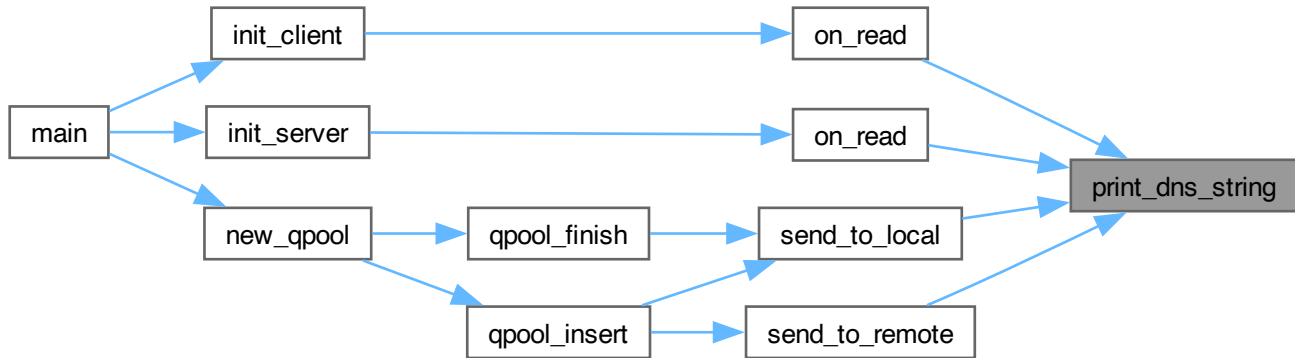 init_client
on_read
main
init_server
on_read
print_dns_string
new_qpool
qpool_finish
send_to_local
qpool_insert
send_to_remote